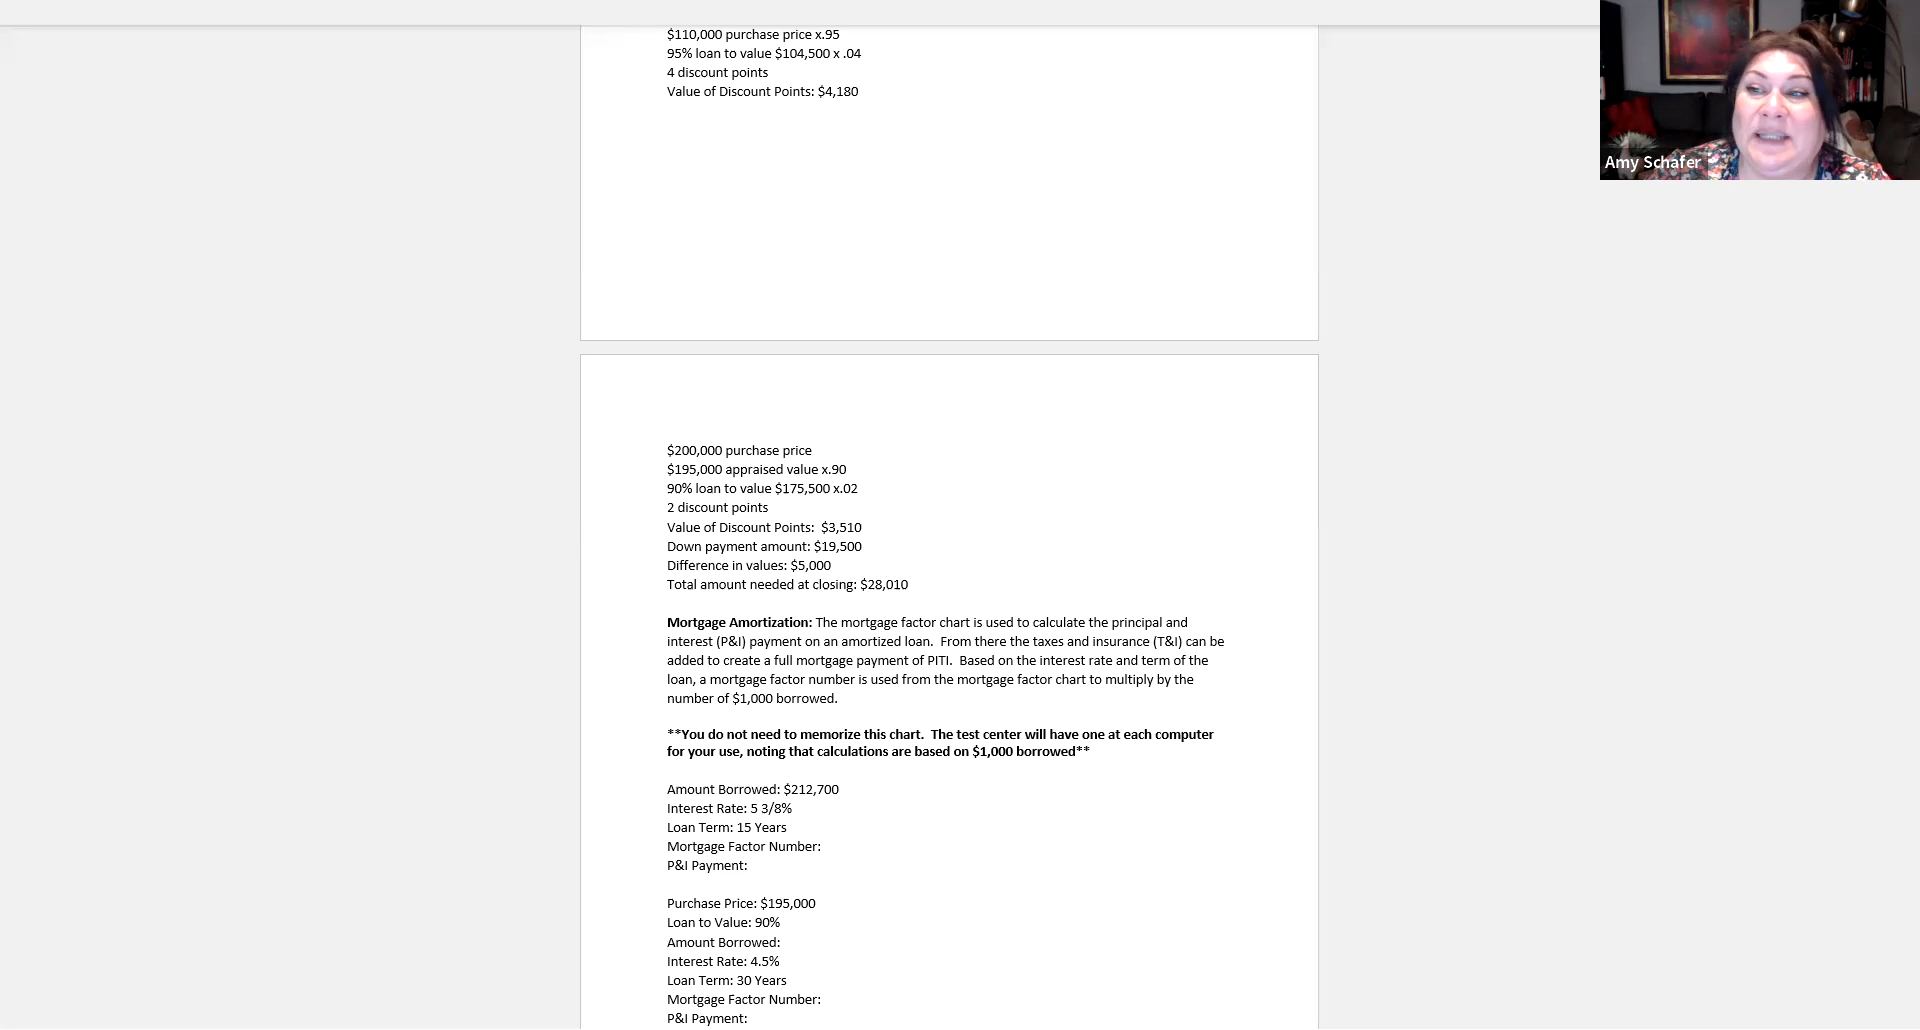 $110,000 purchase price x.95
95% loan to value $104,500 x .04
4 discount points
Value of Discount Points: $4,180
Amy Schafer
$200,000 purchase price
$195,000 appraised value x.90
90% loan to value $175,500 x.02
2 discount points
Value of Discount Points:  $3,510
Down payment amount: $19,500
Difference in values: $5,000
Total amount needed at closing: $28,010
Mortgage Amortization: The mortgage factor chart is used to calculate the principal and
interest (P&I) payment on an amortized loan.  From there the taxes and insurance (T&I) can be
added to create a full mortgage payment of PITI.  Based on the interest rate and term of the
loan, a mortgage factor number is used from the mortgage factor chart to multiply by the
number of $1,000 borrowed.
**You do not need to memorize this chart.  The test center will have one at each computer
for your use, noting that calculations are based on $1,000 borrowed**
Amount Borrowed: $212,700
Interest Rate: 5 3/8%
Loan Term: 15 Years
Mortgage Factor Number:
P&I Payment:
Purchase Price: $195,000
Loan to Value: 90%
Amount Borrowed:
Interest Rate: 4.5%
Loan Term: 30 Years
Mortgage Factor Number:
P&I Payment: